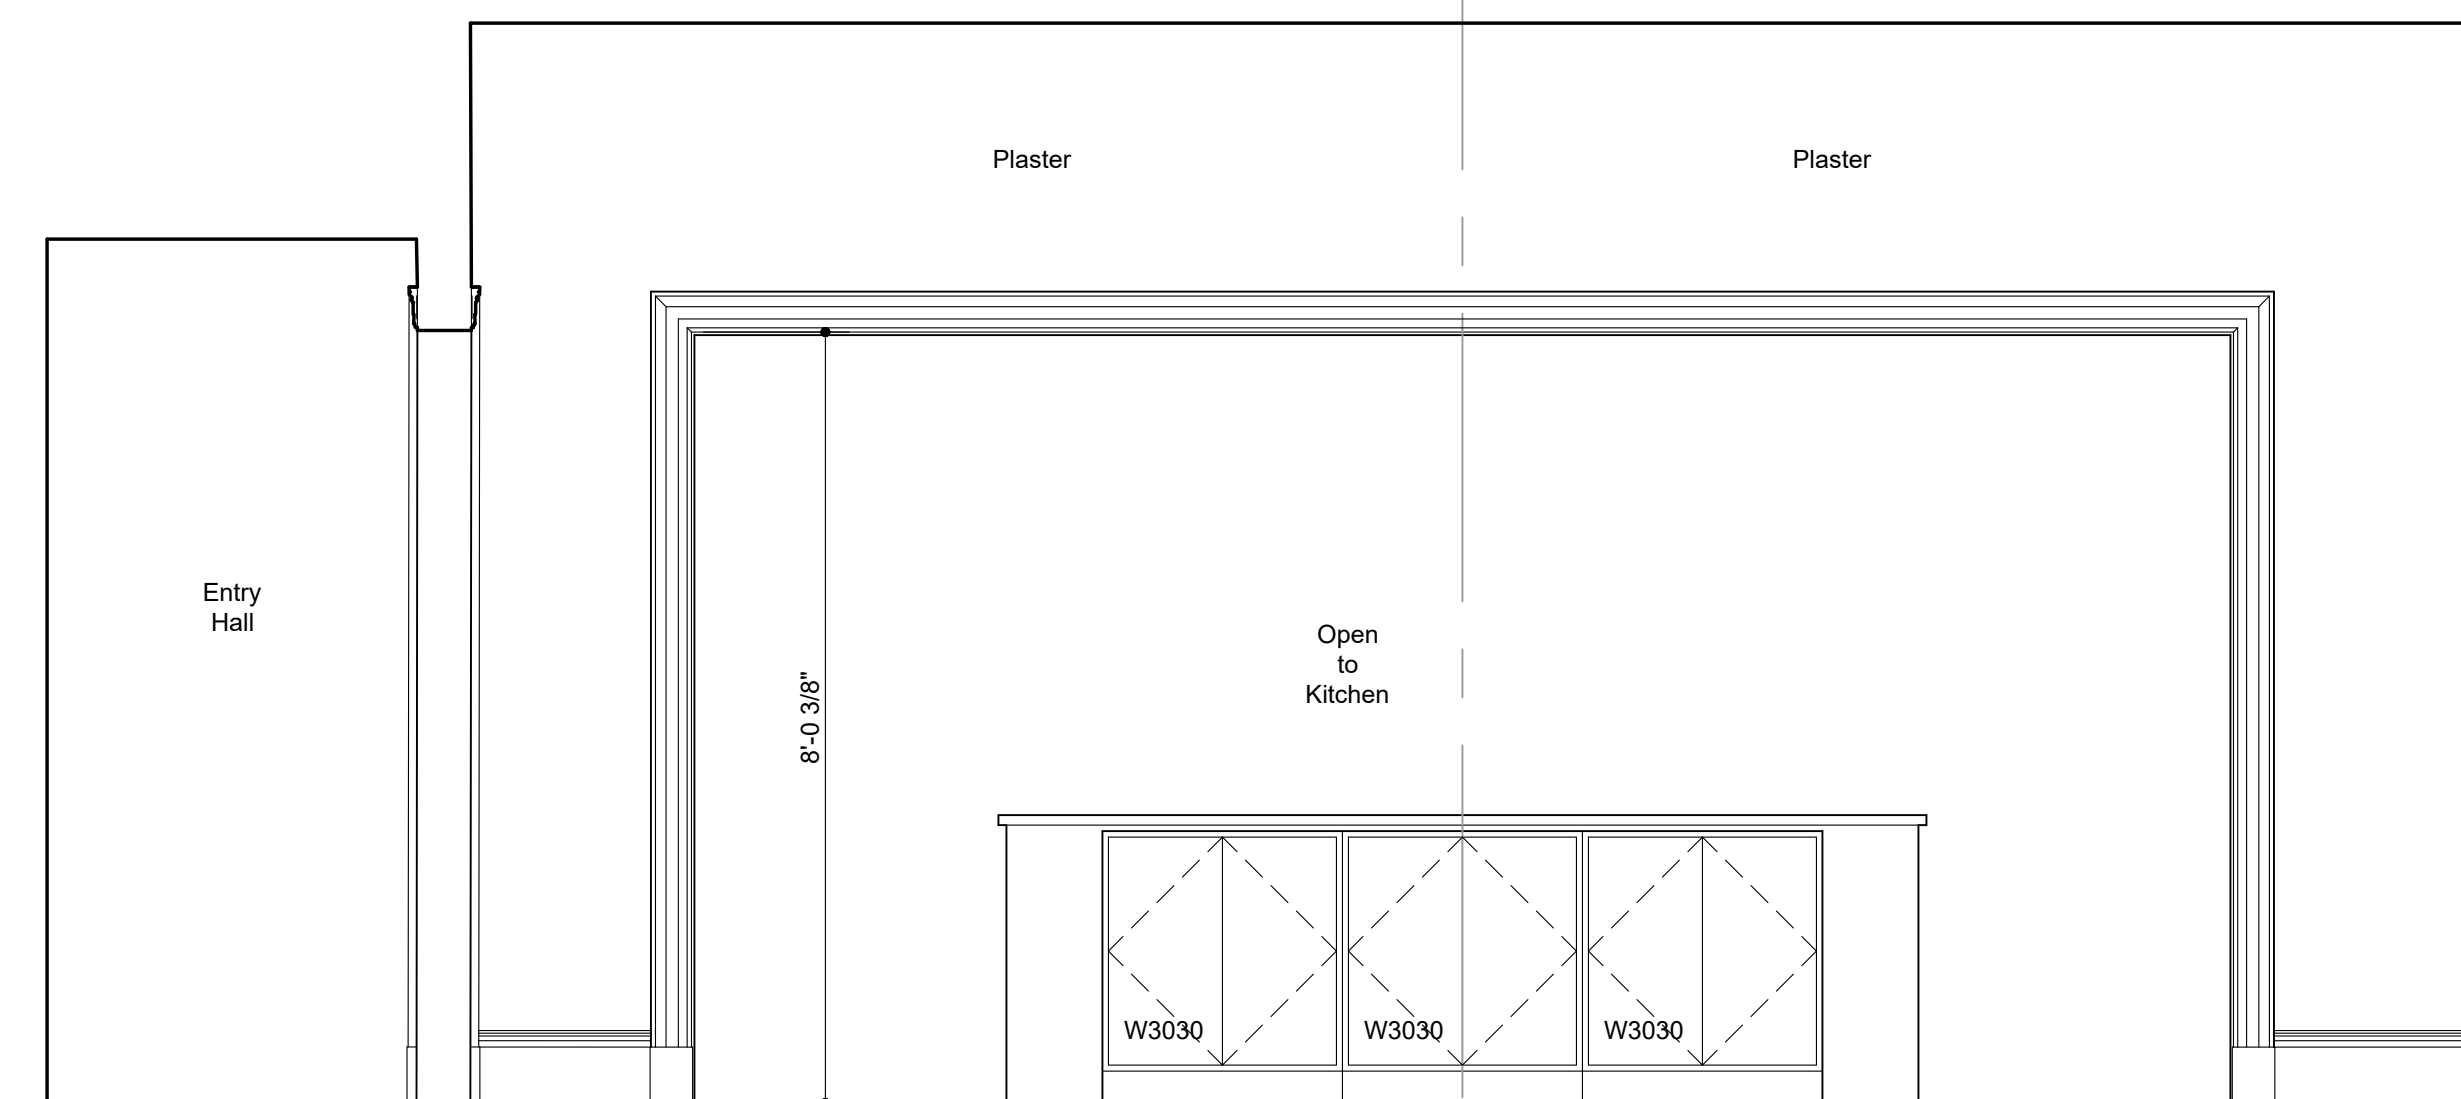 Plaster
Plaster
Entry
Hall
Open
to
Kitchen
8'-0 3/8"
W3030
W3030
W3030